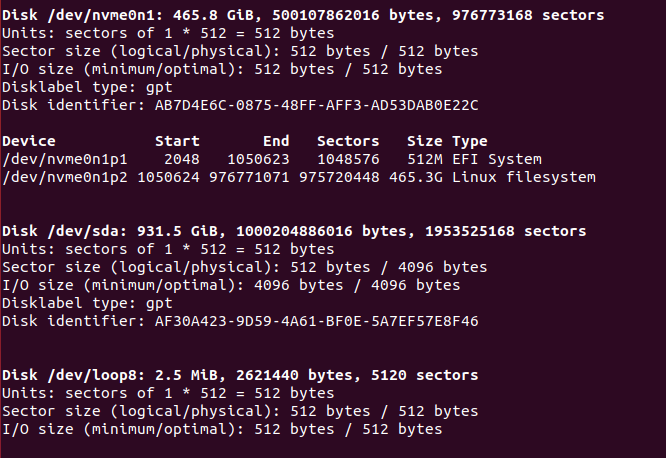 Disk /dev/nvme0n1: 465.8 GiB, 500107862016 bytes, 976773168 sectors
Units: sectors of 1 * 512 = 512 bytes
Sector size (logical/physical): 512 bytes / 512 bytes
I/O size (minimum/optimal): 512 bytes / 512 bytes
Disklabel type: gpt
Disk identifier: AB7D4E6C-0875-48FF-AFF3-AD53DAB0E22C
Device Start End Sectors Size Type
/dev/nvme0n1p1 2048 1050623 1048576 512M EFI System
/dev/nvme0n1p2 1050624 976771071 975720448 465.3G Linux filesystem
Disk /dev/sda: 931.5 GiB, 1000204886016 bytes, 1953525168 sectors
Units: sectors of 1 * 512 = 512 bytes
Sector size (logical/physical): 512 bytes / 4096 bytes
I/O size (minimum/optimal): 4096 bytes / 4096 bytes
Disklabel type: gpt
Disk identifier: AF30A423-9D59-4A61-BF0E-5A7EF57E8F46
Disk /dev/loop8: 2.5 MiB, 2621440 bytes, 5120 sectors
Units: sectors of 1 * 512 = 512 bytes
Sector size (logical/physical): 512 bytes / 512 bytes
I/O size (minimum/optimal): 512 bytes / 512 bytes